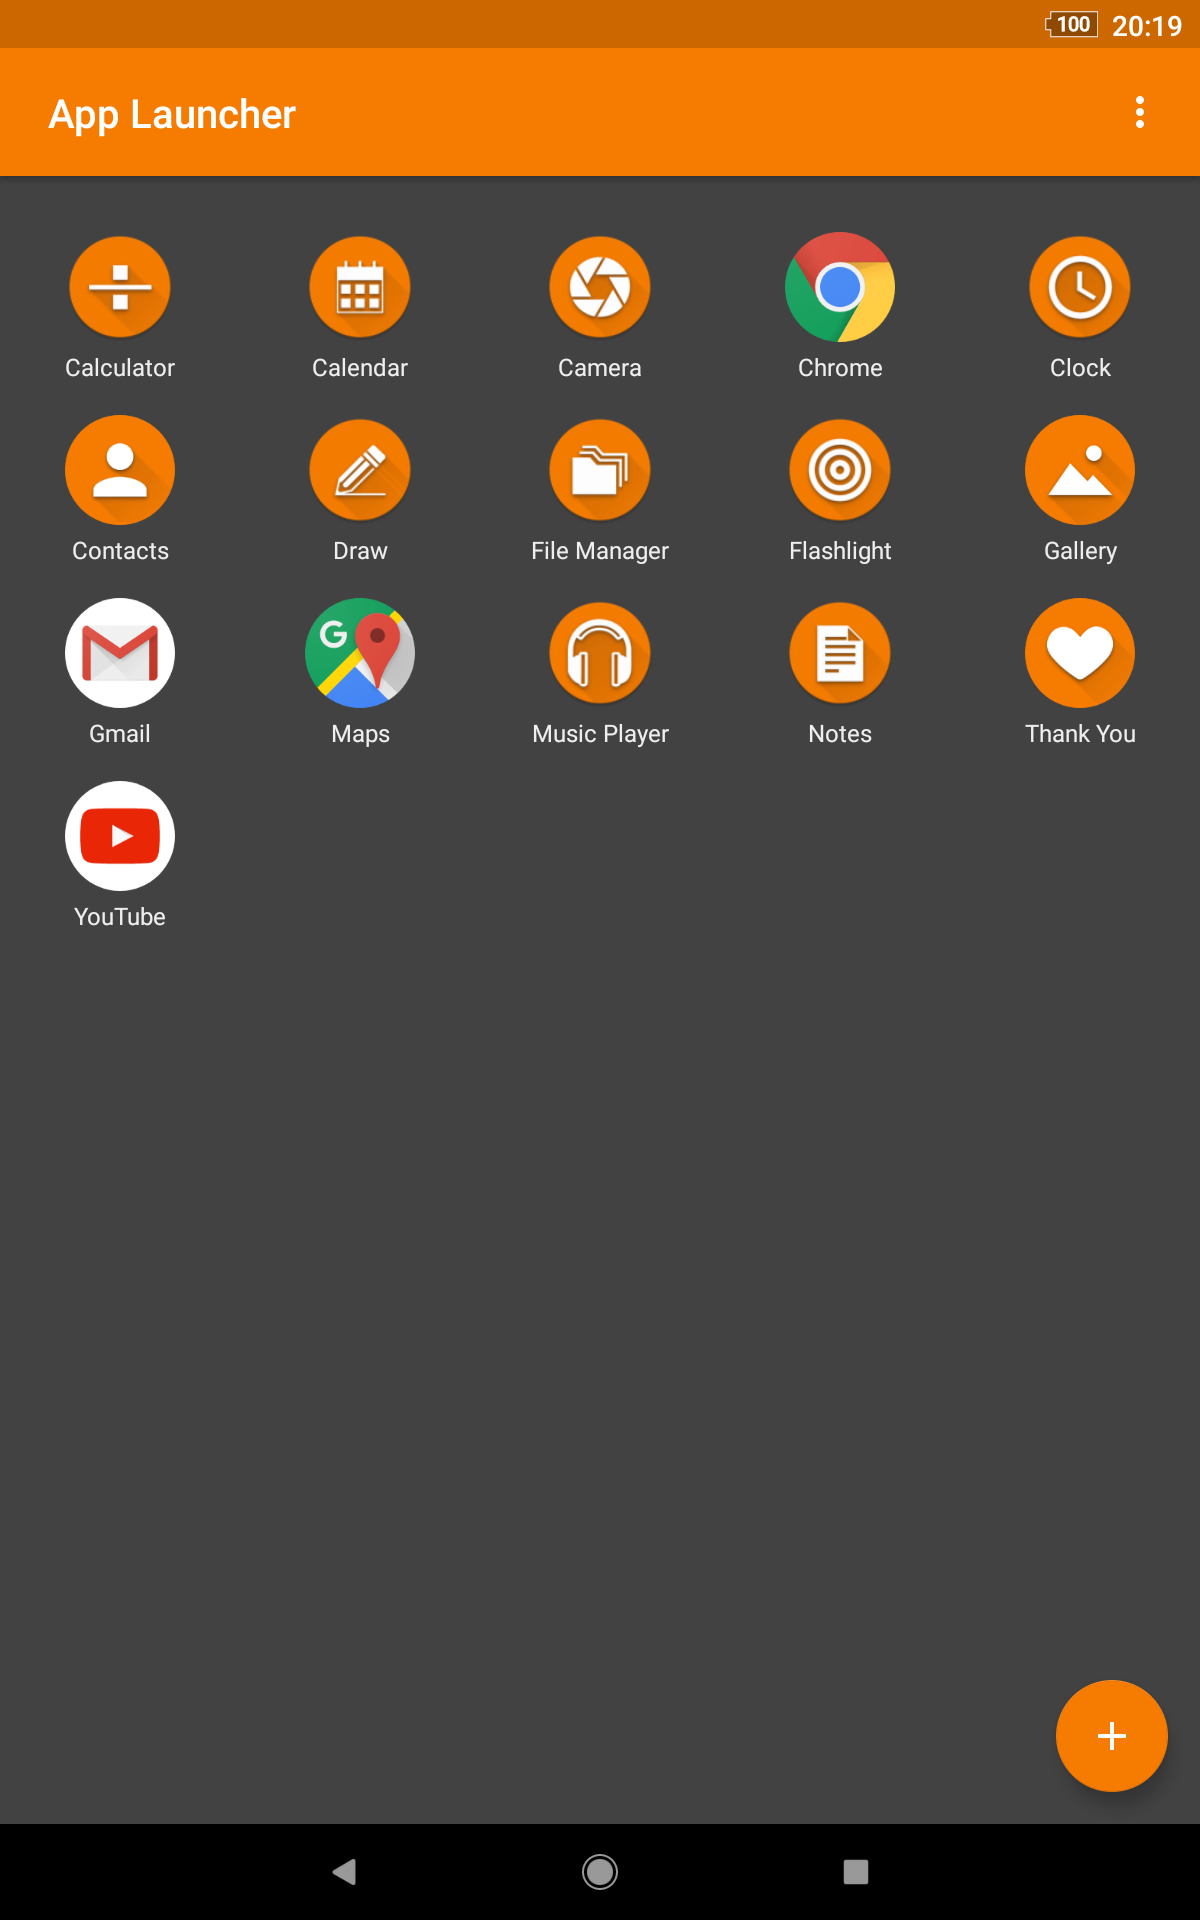 100 20:19
App Launcher
Calculator Calendar Camera Chrome Clock
Contacts Draw File Manager Flashlight Gallery
G
Gmail Maps Music Player Notes Thank You
YouTube